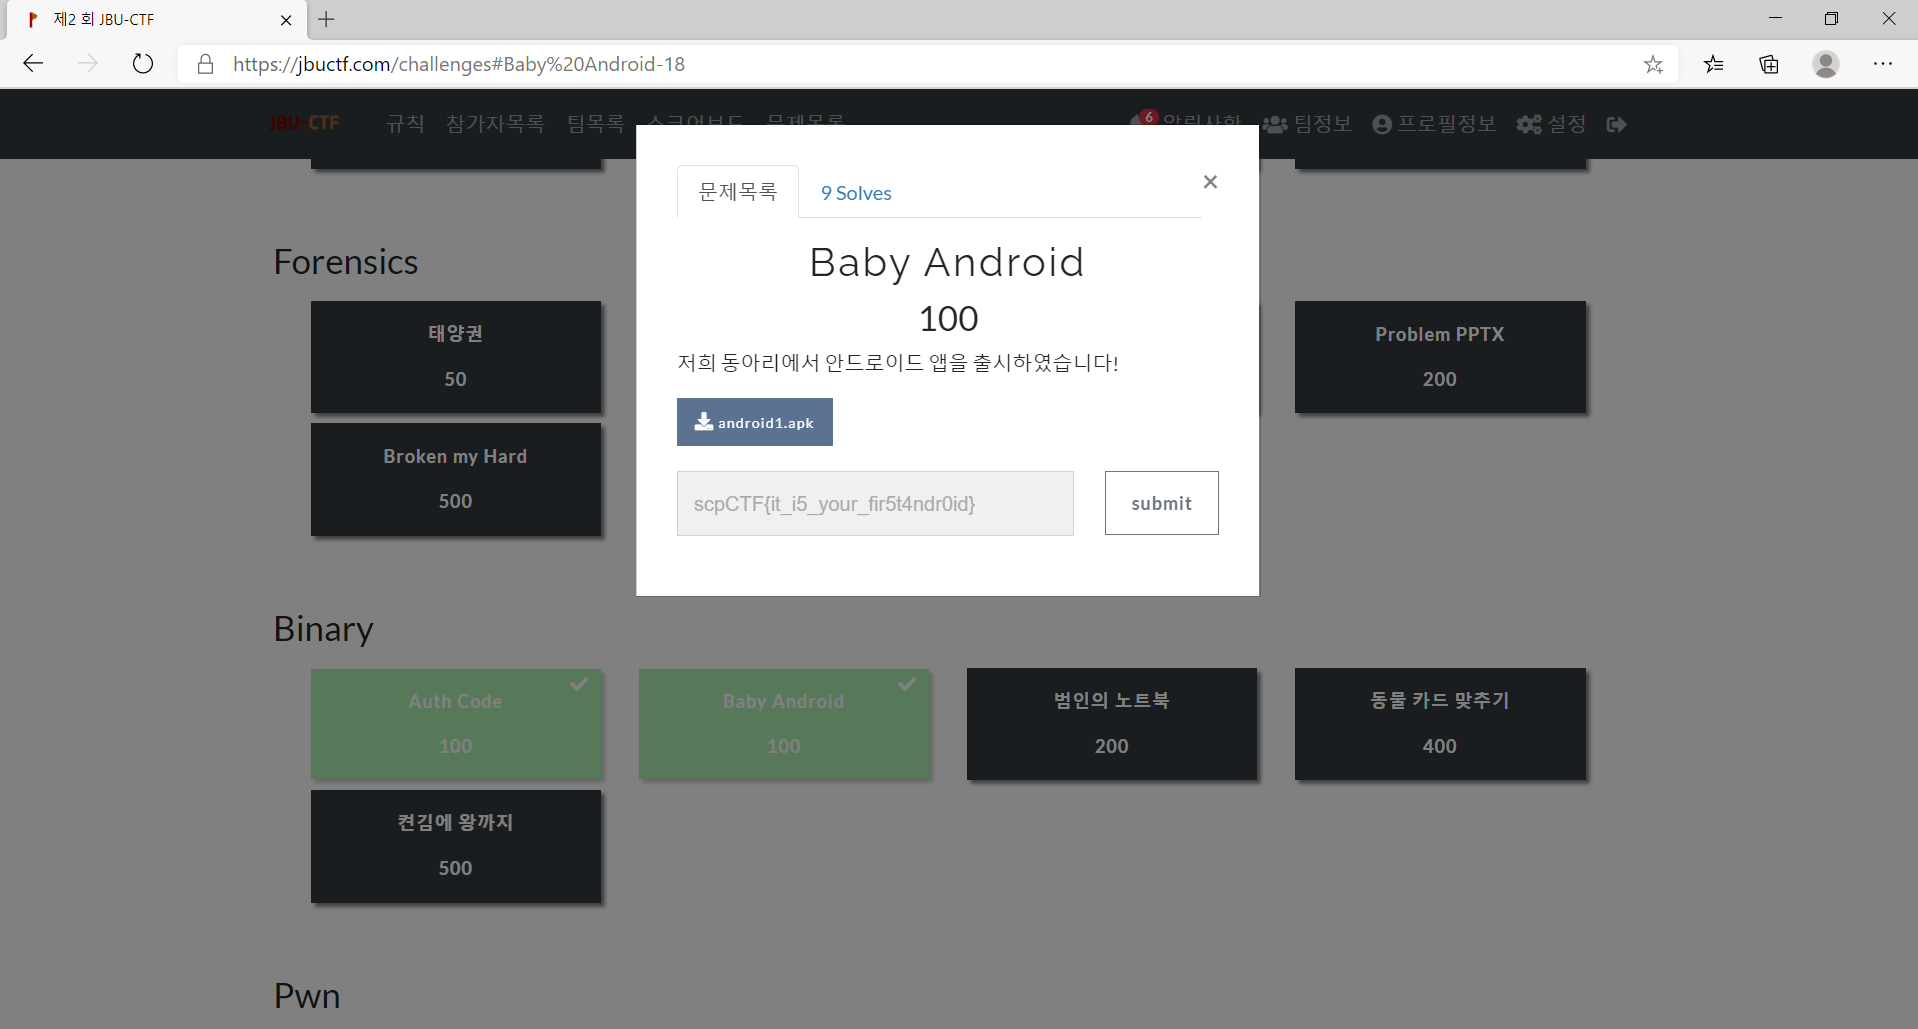 제2 회 JBU-CTF
https://jbuctf.com/challenges#Baby%20Android-18
JBU-CTF 규칙 참가자목록 팀목록 스코어보드 문제목록 6 알림사항 팀정보 프로필정보 설정
문제목록
9 Solves
×
Baby Android
100
저희 동아리에서 안드로이드 앱을 출시하였습니다!
android1.apk
scpCTF{it_i5_your_fir5t4ndr0id}
submit
Forensics
태양권
50
Problem PPTX
200
Broken my Hard
500
Binary
Auth Code
100
Baby Android
100
범인의 노트북
200
동물 카드 맞추기
400
켠김에 왕까지
500
Pwn